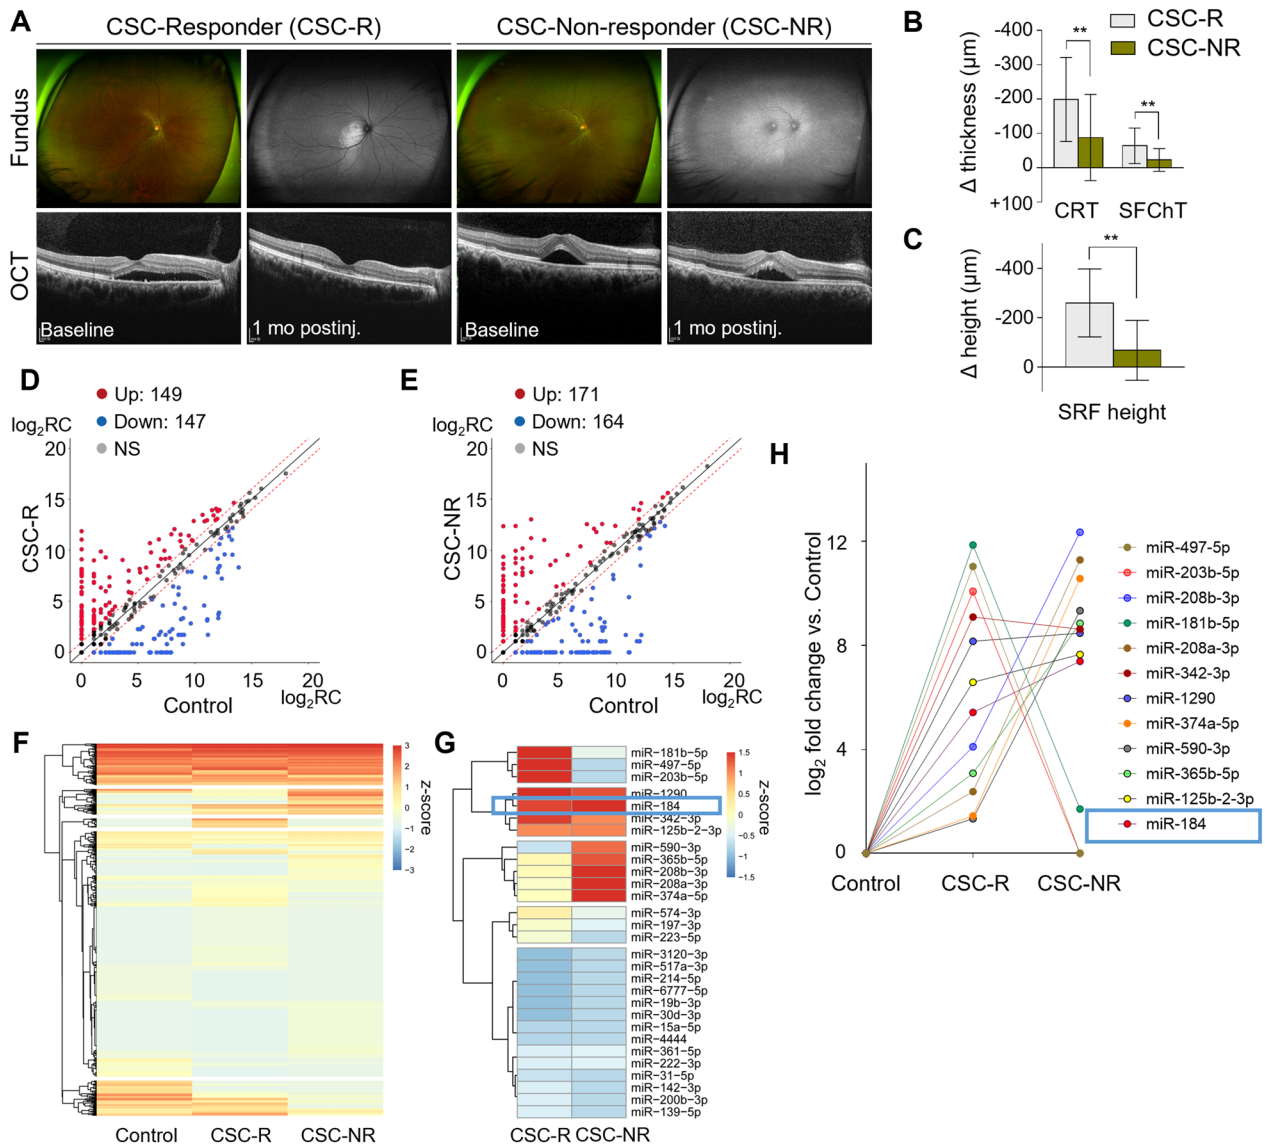 A
CSC-Responder (CSC-R)
CSC-Non-responder (CSC-NR)
Fundus
OCT
Baseline
1 mo postinj.
Baseline
1 mo postinj.
B
CSC-R
CSC-NR
Δ thickness (μm)
-400
-300
-200
-100
0
+100
**
**
CRT
SFChT
C
Δ height (μm)
-400
-200
0
**
SRF height
D
Up: 149
Down: 147
NS
log2RC
CSC-R
20
15
10
5
0
0
5
10
15
20
Control
log2RC
E
Up: 171
Down: 164
NS
log2RC
CSC-NR
20
15
10
5
0
0
5
10
15
20
Control
log2RC
F
3
2
1
0
−1
−2
−3
z-score
Control
CSC-R
CSC-NR
G
miR−181b−5p
miR−497−5p
miR−203b−5p
miR−1290
miR−184
miR−342−3p
miR−125b−2−3p
miR−590−3p
miR−365b−5p
miR−208b−3p
miR−208a−3p
miR−374a−5p
miR−574−3p
miR−197−3p
miR−223−5p
miR−3120−3p
miR−517a−3p
miR−214−5p
miR−6777−5p
miR−19b−3p
miR−30d−3p
miR−15a−5p
miR−4444
miR−361−5p
miR−222−3p
miR−31−5p
miR−142−3p
miR−200b−3p
miR−139−5p
1.5
1
0.5
0
−0.5
−1
−1.5
z-score
CSC-R
CSC-NR
H
log2 fold change vs. Control
12
8
4
0
Control
CSC-R
CSC-NR
miR-497-5p
miR-203b-5p
miR-208b-3p
miR-181b-5p
miR-208a-3p
miR-342-3p
miR-1290
miR-374a-5p
miR-590-3p
miR-365b-5p
miR-125b-2-3p
miR-184